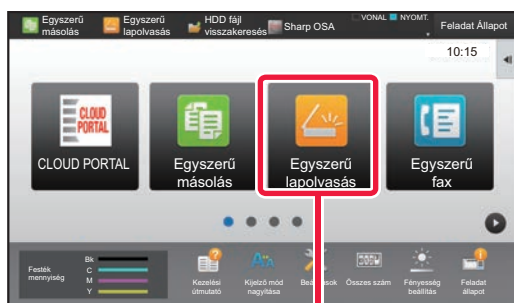 Egyszerű másolás
Egyszerű lapolvasás
HDD fájl visszakeresés
Sharp OSA
VONAL
NYOMT.
Feladat Állapot
10:15
CLOUD PORTAL
CLOUD PORTAL
Egyszerű másolás
Egyszerű lapolvasás
Egyszerű fax
Festék mennyiség
Bk
C
M
Y
Kezelési útmutató
Kijelző mód nagyítása
Összes szám
Fényesség beállítás
Feladat állapot